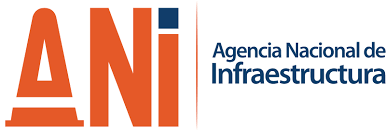 ANi
Agencia Nacional de
Infraestructura